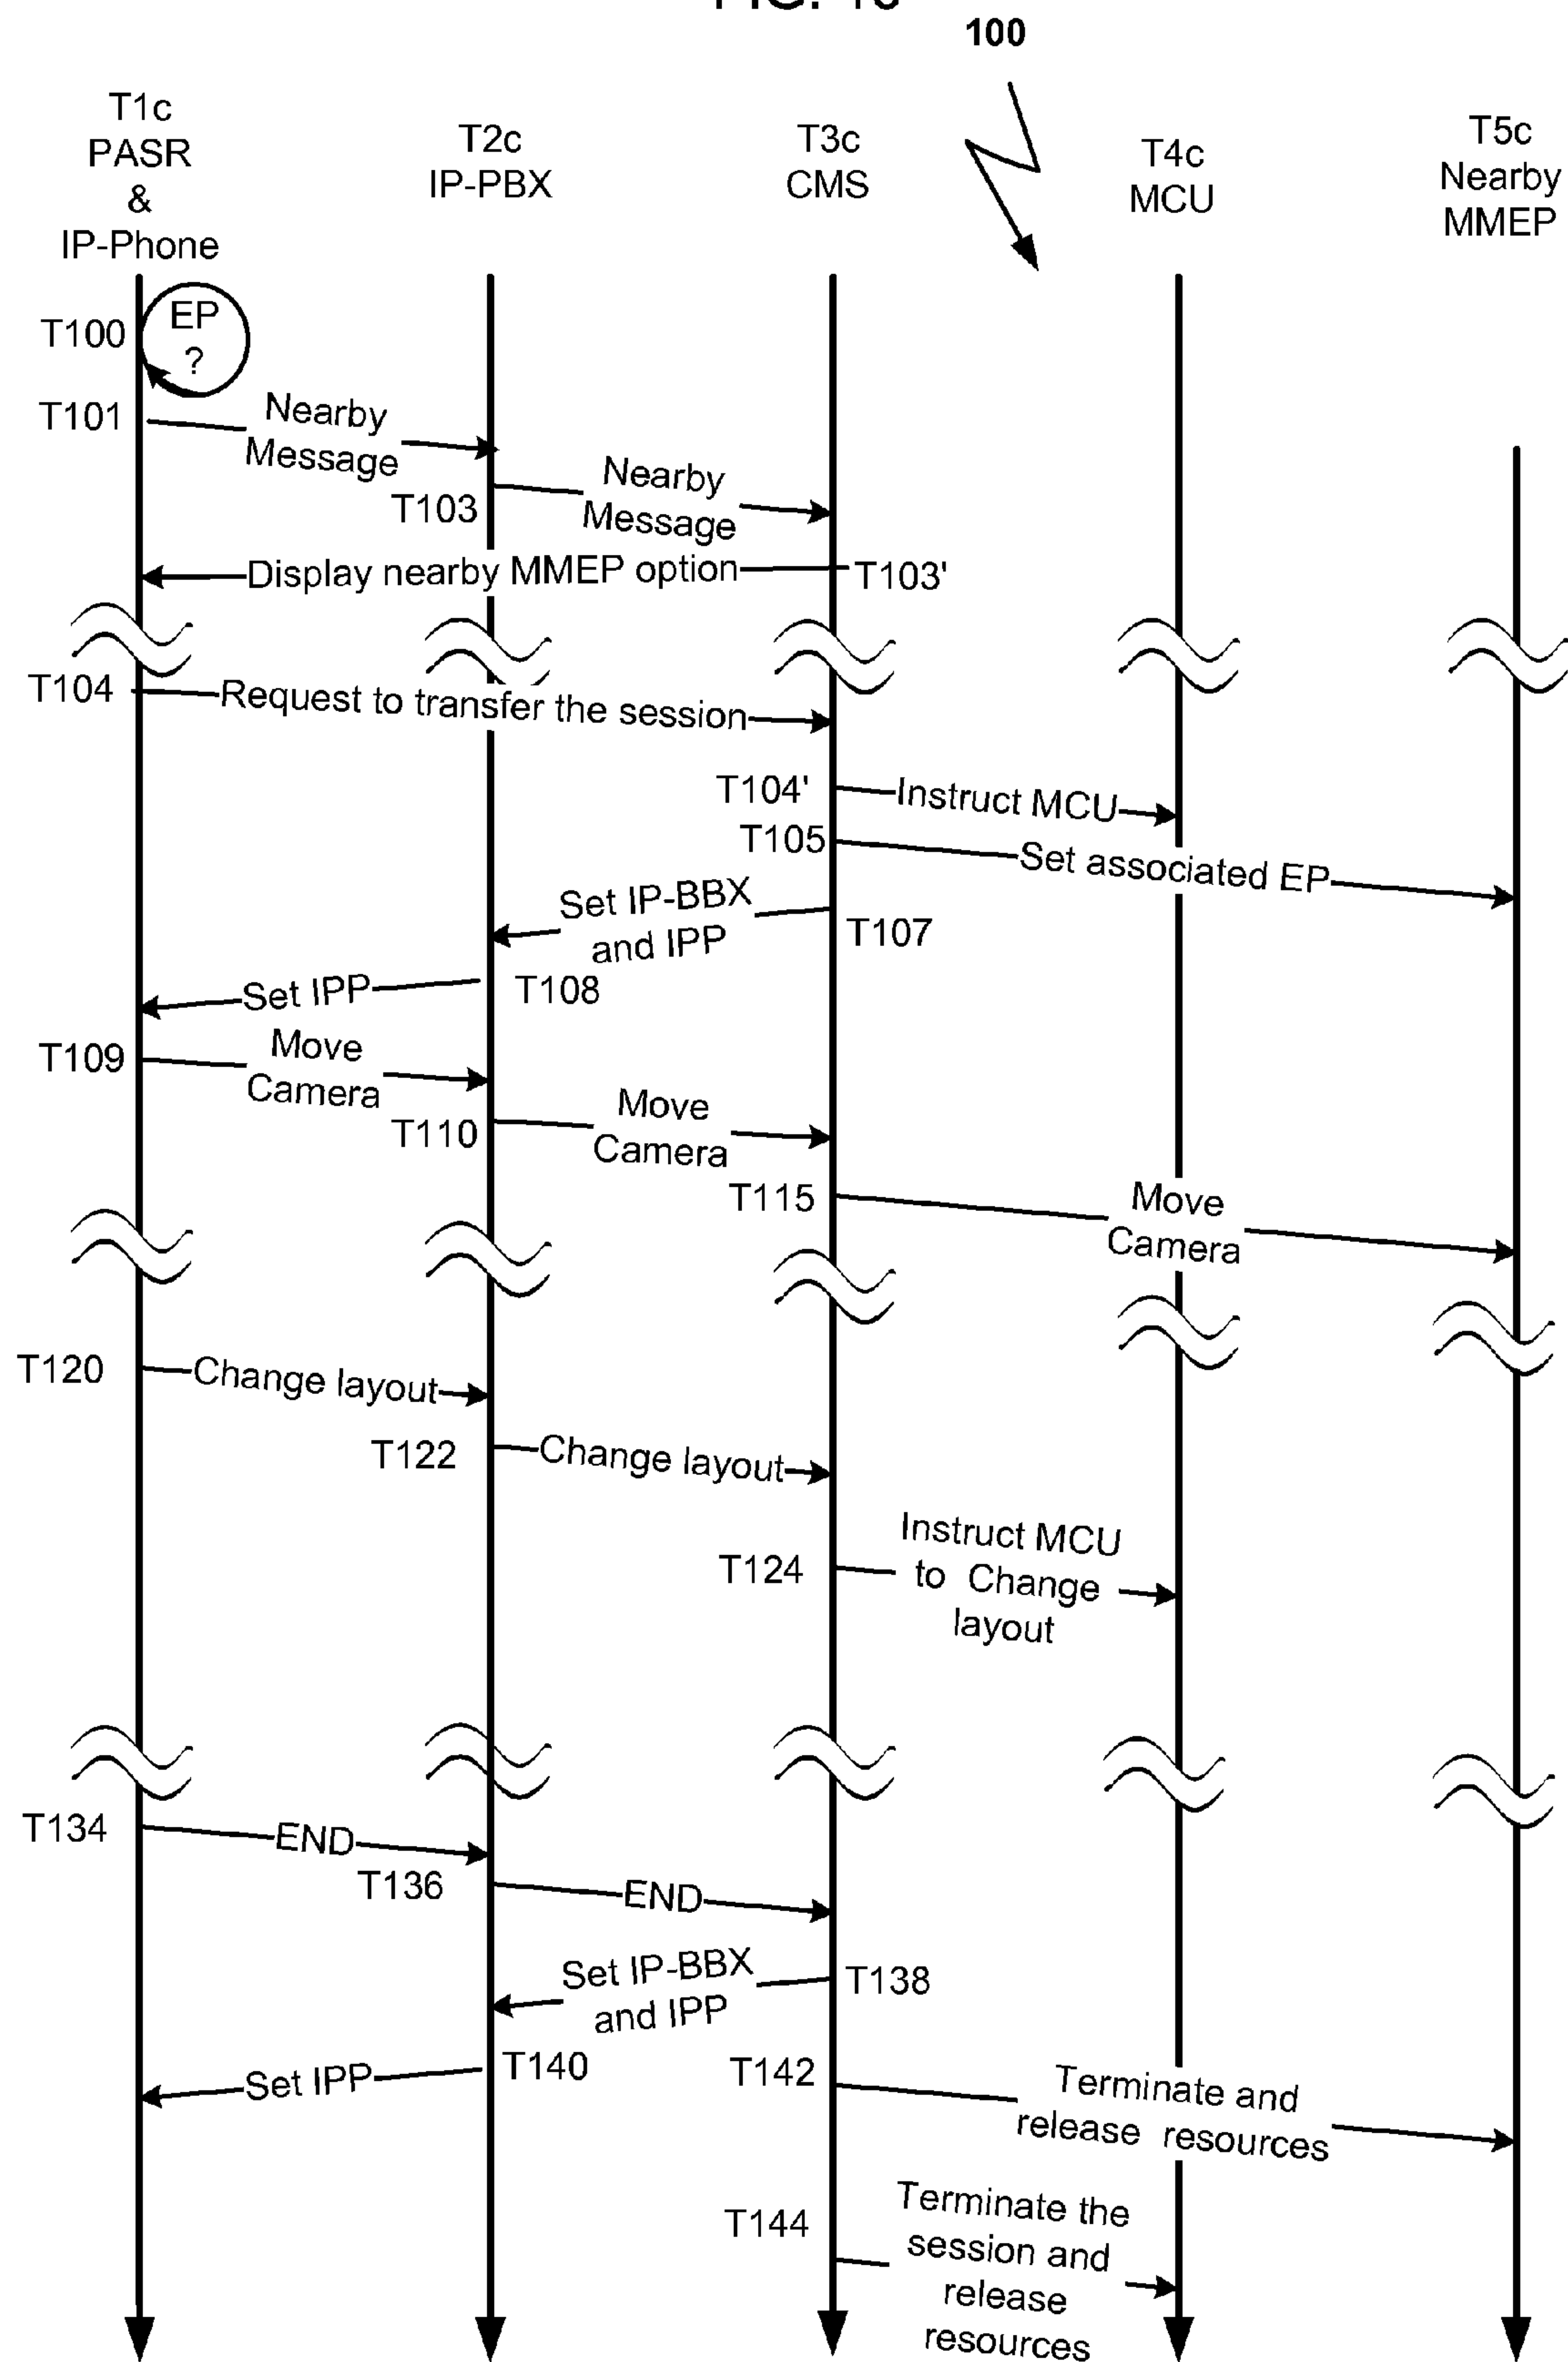 100
T1c
PASR
&
IP-Phone
T2c
IP-PBX
T3c
CMS
T4c
MCU
T5c
Nearby
MMEP
T100
EP
?
T101
Nearby
Message
T103
Nearby
Message
Display nearby MMEP option
T103'
T104
Request to transfer the session
T104'
Instruct MCU
T105
Set associated EP
Set IP-BBX
and IPP
T107
Set IPP
T108
T109
Move
Camera
T110
Move
Camera
T115
Move
Camera
T120
Change layout
T122
Change layout
T124
Instruct MCU
to Change
layout
T134
END
T136
END
Set IP-BBX
and IPP
T138
Set IPP
T140
T142
Terminate and
release resources
T144
Terminate the
session and
release
resources